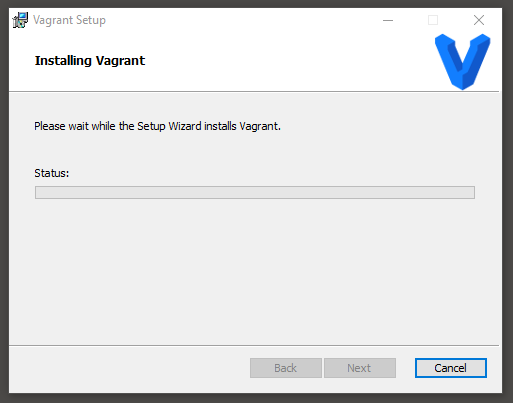 Vagrant Setup
Installing Vagrant
Please wait while the Setup Wizard installs Vagrant.
Status:
Back Next Cancel